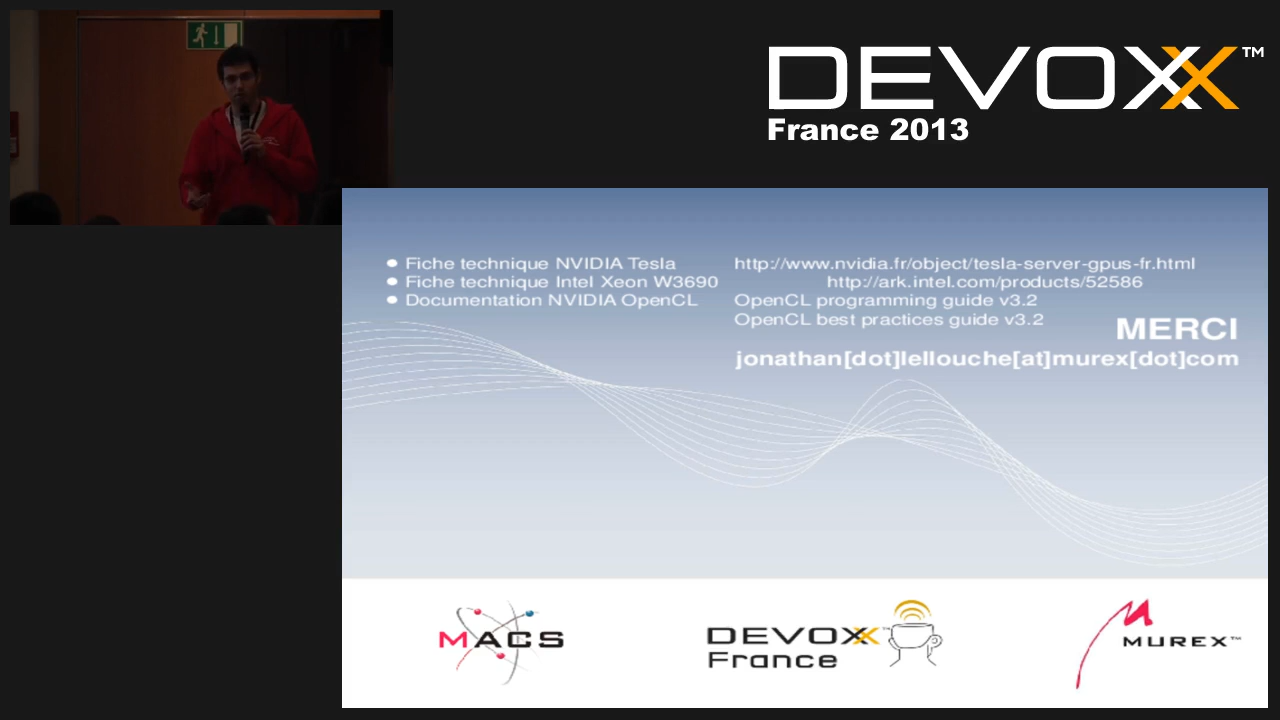 DEVOXX™
France 2013
● Fiche technique NVIDIA Tesla http://www.nvidia.fr/object/tesla-server-gpus-fr.html
● Fiche technique Intel Xeon W3690 http://ark.intel.com/products/52586
● Documentation NVIDIA OpenCL OpenCL programming guide v3.2
OpenCL best practices guide v3.2
MERCI
jonathan[dot]lellouche[at]murex[dot]com
MACS
DEVOXX™
France
MUREX™